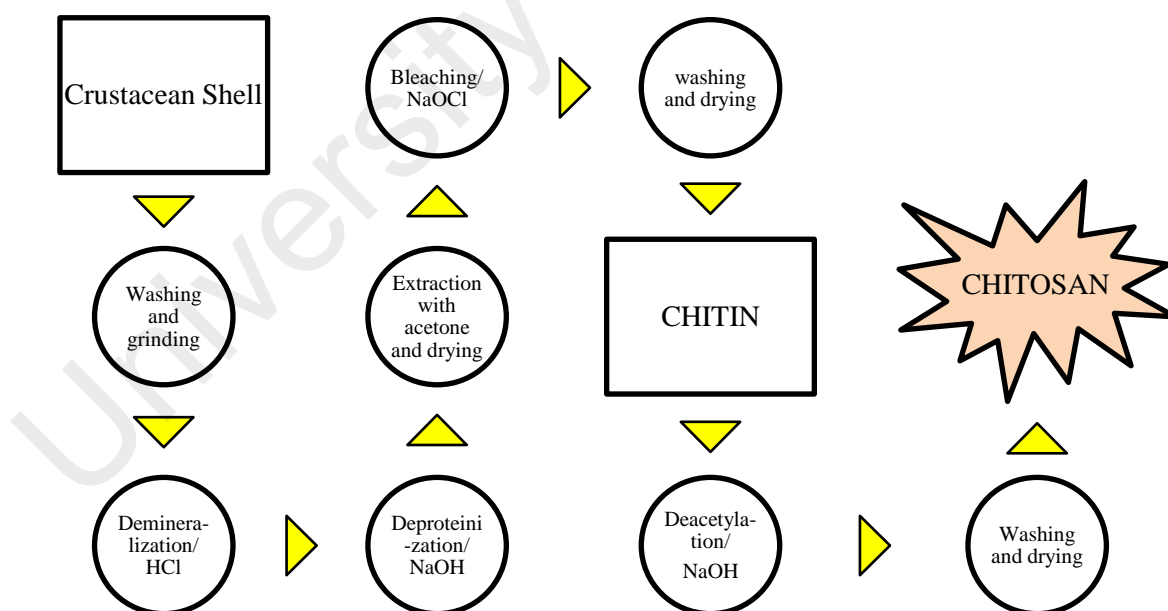 Crustacean Shell
Washing
and
grinding
Deminera-
lization/
HCl
Deproteini
-zation/
NaOH
Extraction
with
acetone
and drying
Bleaching/
NaOCl
washing
and drying
CHITIN
Deacetyla-
tion/
NaOH
Washing
and drying
CHITOSAN
University